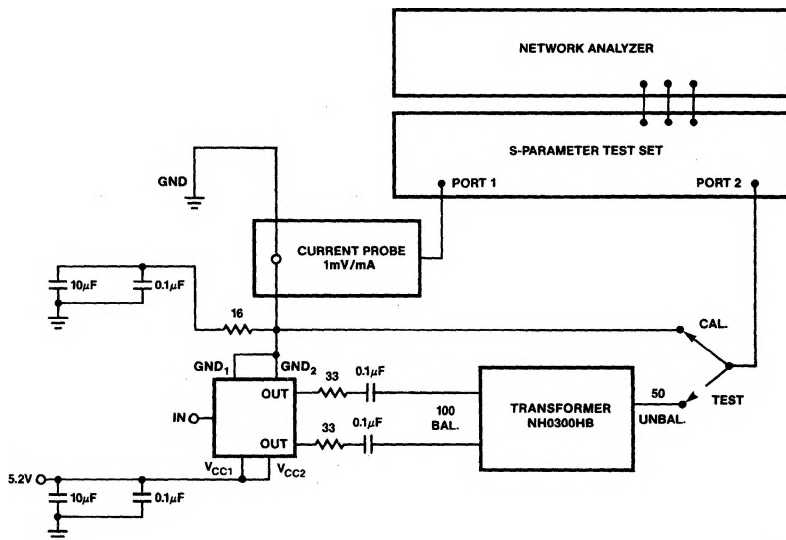 NETWORK ANALYZER
S-PARAMETER TEST SET
PORT 1
PORT 2
GND
CURRENT PROBE
1mV/mA
10μF
0.1μF
16
CAL.
GND1
GND2
33
0.1μF
OUT
IN
OUT
33
0.1μF
100
BAL.
TRANSFORMER
NH0300HB
50
UNBAL.
TEST
VCC1
VCC2
5.2V
10μF
0.1μF